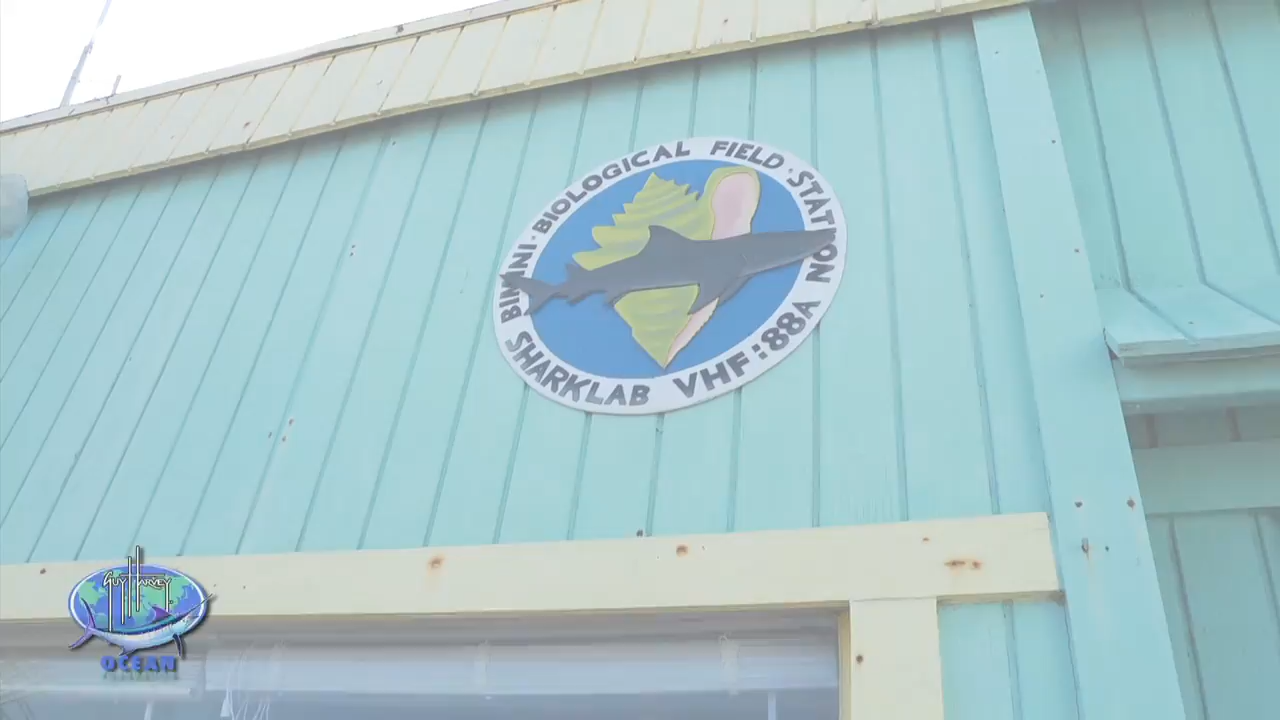 BIMINI · BIOLOGICAL FIELD · STATION
SHARKLAB VHF:88A
GUY HARVEY
OCEAN